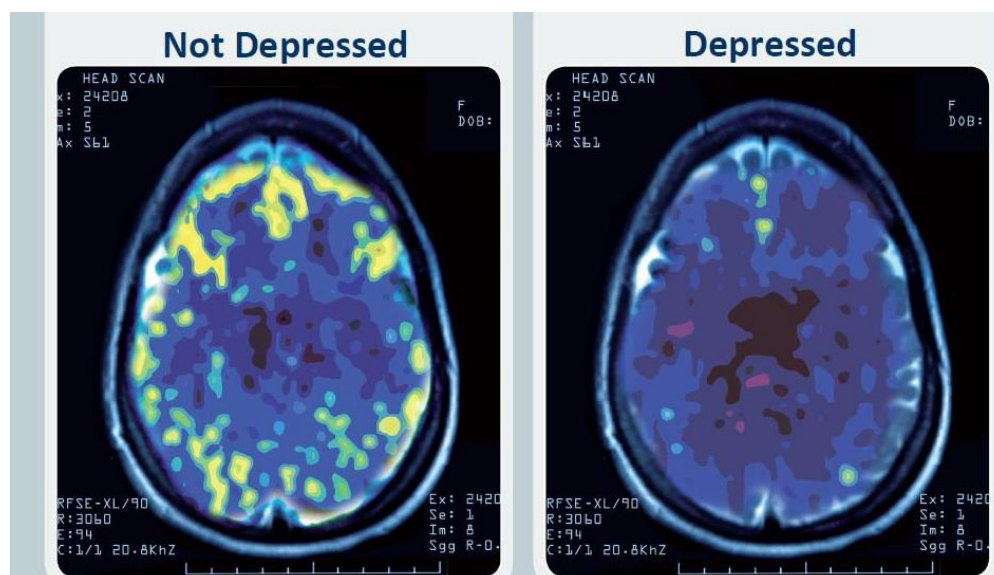 Not Depressed
HEAD SCAN
x: 24208
e: 2
m: 5
Ax S61
F
DOB:
RFSE-XL/90
R:3060
E:94
C:1/1 20.8KhZ
Ex: 2420
Se: 1
Im: 8
Sgg R-0.
Depressed
HEAD SCAN
x: 24208
e: 2
m: 5
Ax S61
F
DOB:
RFSE-XL/90
R:3060
E:94
C:1/1 20.8KhZ
Ex: 2420
Se: 1
Im: 8
Sgg R-0.